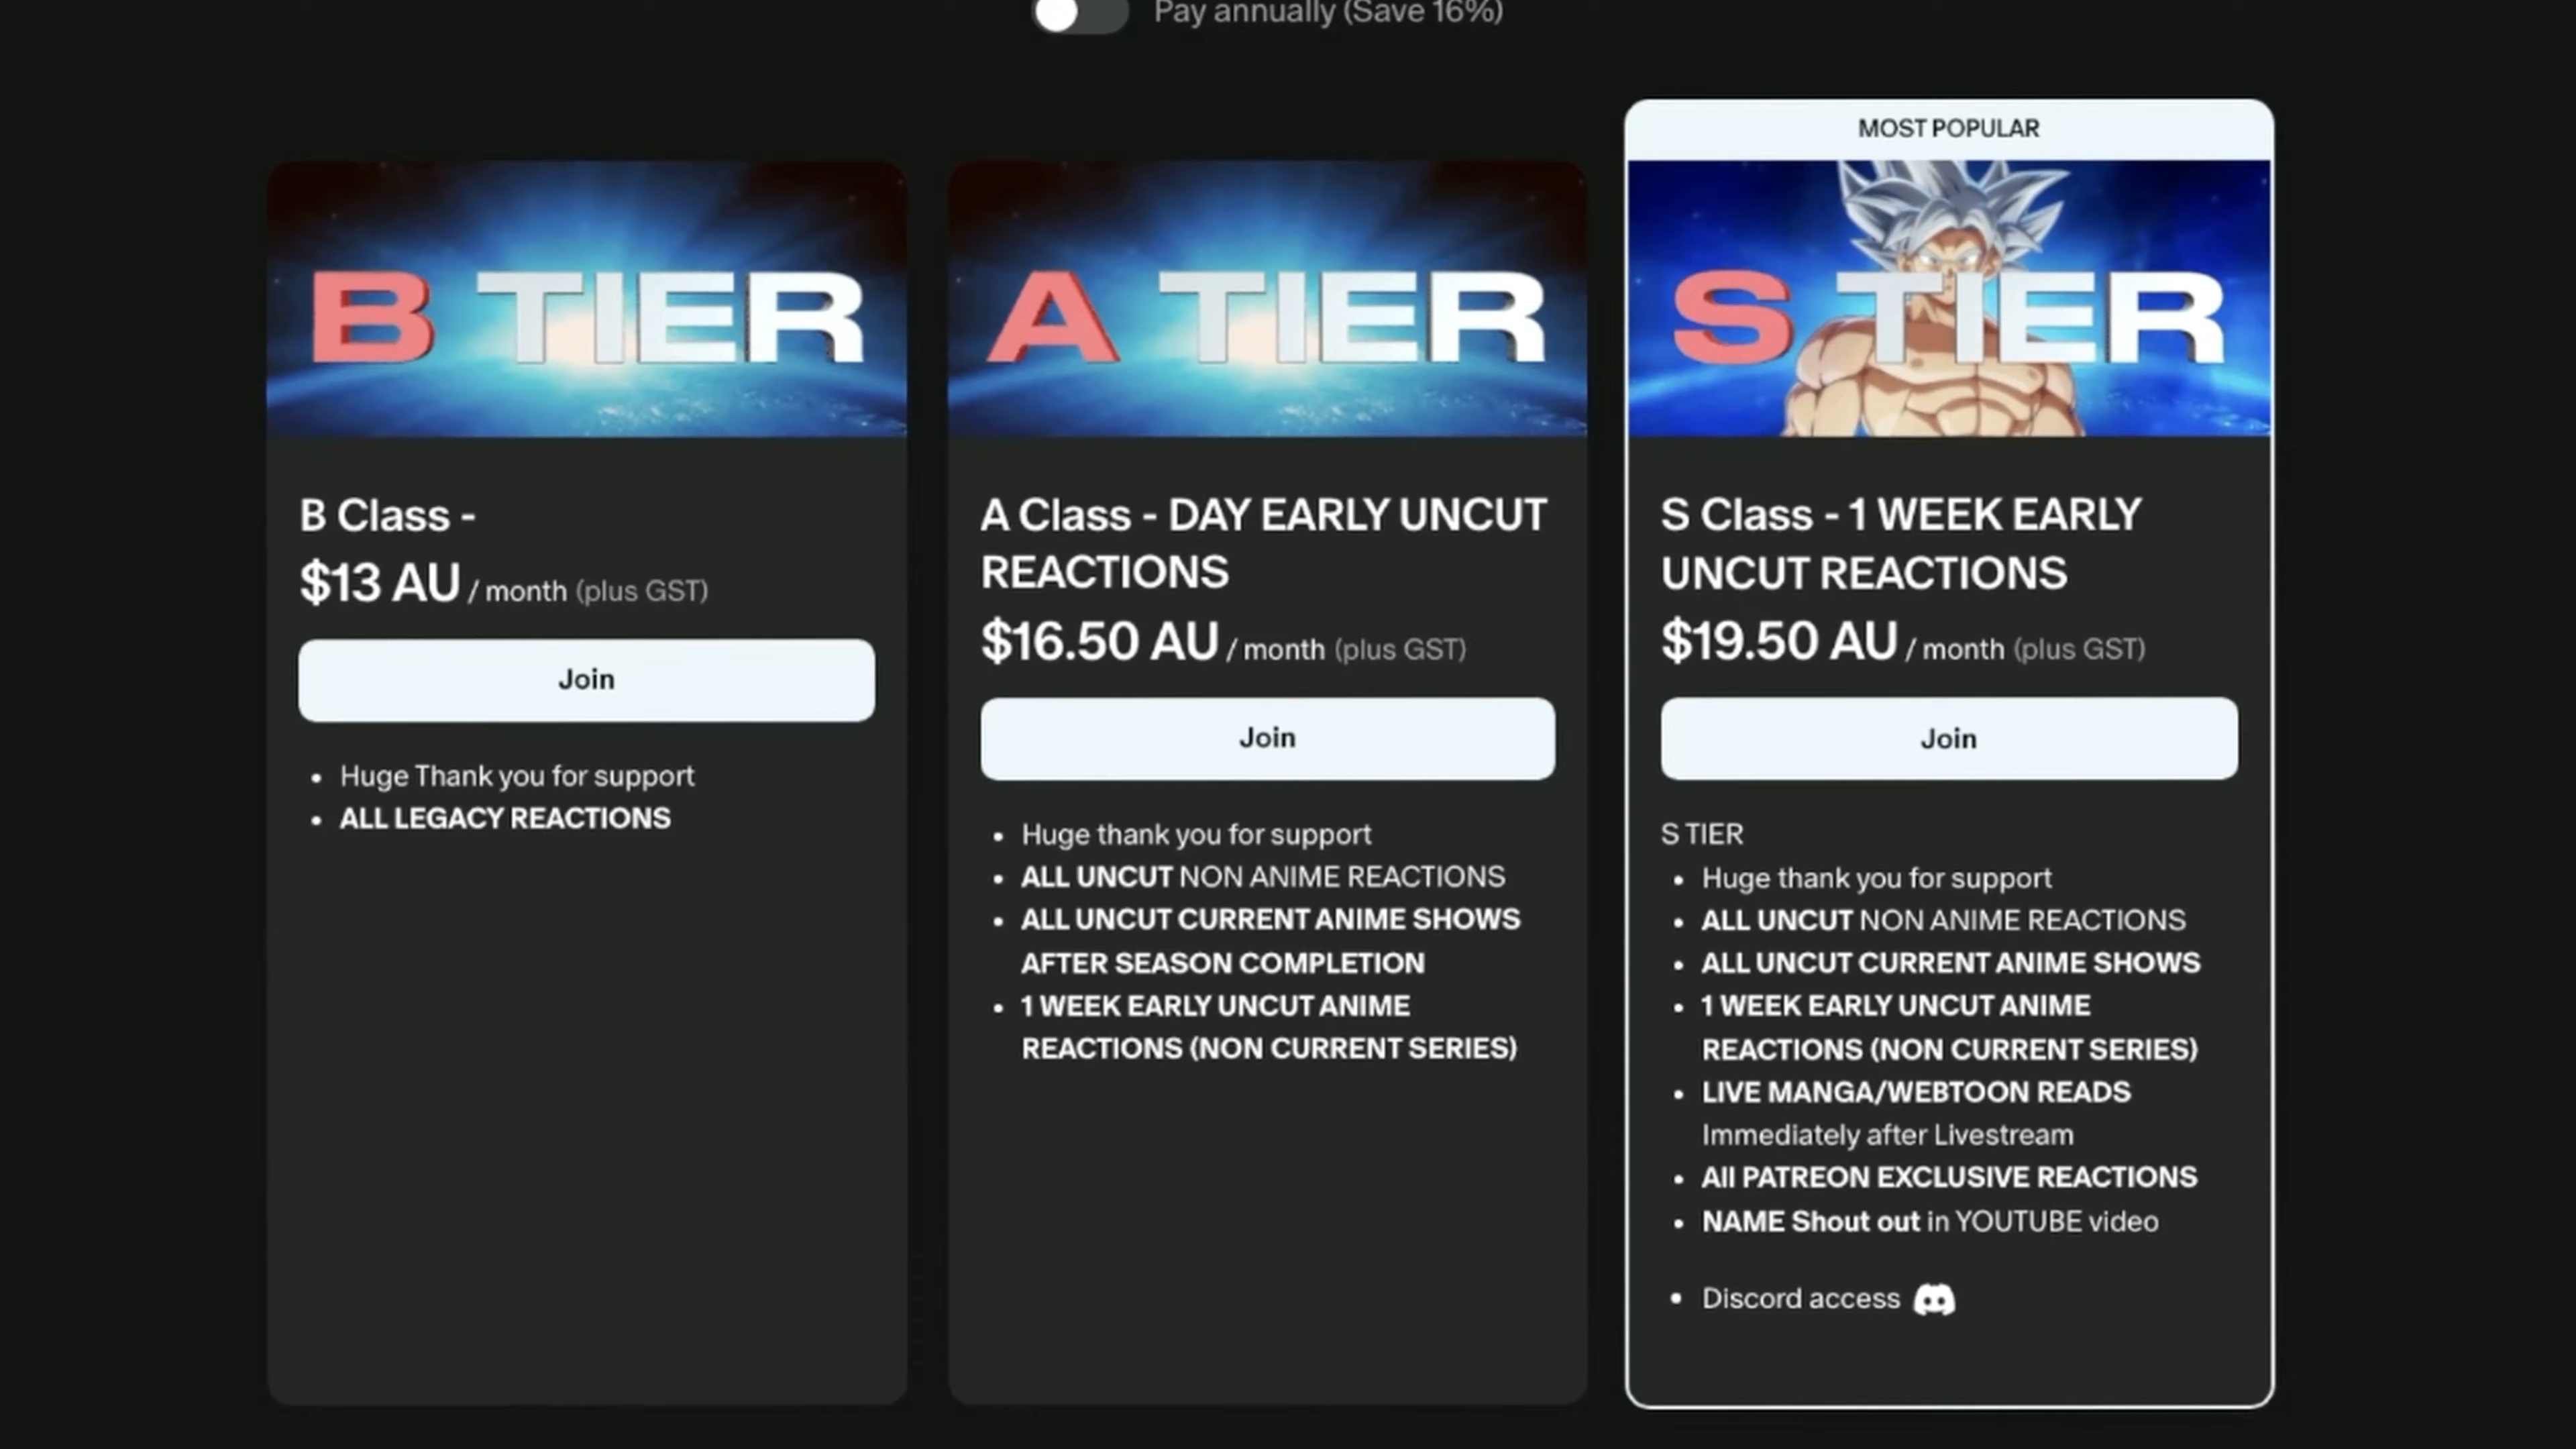 Pay annually (Save 16%)
B TIER
B Class -
$13 AU / month (plus GST)
Join
• Huge Thank you for support
• ALL LEGACY REACTIONS
A TIER
A Class - DAY EARLY UNCUT
REACTIONS
$16.50 AU / month (plus GST)
Join
• Huge thank you for support
• ALL UNCUT NON ANIME REACTIONS
• ALL UNCUT CURRENT ANIME SHOWS
AFTER SEASON COMPLETION
• 1 WEEK EARLY UNCUT ANIME
REACTIONS (NON CURRENT SERIES)
MOST POPULAR
S TIER
S Class - 1 WEEK EARLY
UNCUT REACTIONS
$19.50 AU / month (plus GST)
Join
S TIER
• Huge thank you for support
• ALL UNCUT NON ANIME REACTIONS
• ALL UNCUT CURRENT ANIME SHOWS
• 1 WEEK EARLY UNCUT ANIME
REACTIONS (NON CURRENT SERIES)
• LIVE MANGA/WEBTOON READS
Immediately after Livestream
• All PATREON EXCLUSIVE REACTIONS
• NAME Shout out in YOUTUBE video
• Discord access